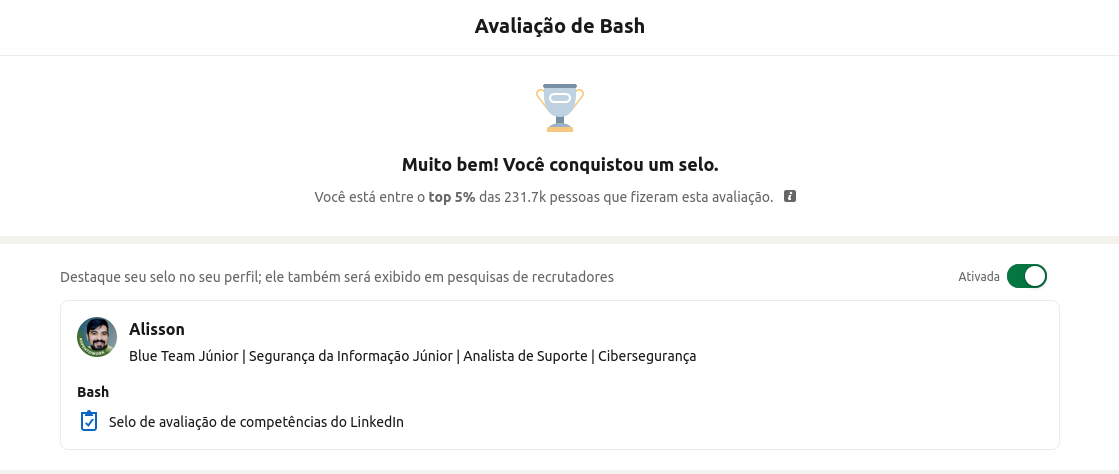 Avaliação de Bash
Muito bem! Você conquistou um selo.
Você está entre o top 5% das 231.7k pessoas que fizeram esta avaliação.
Destaque seu selo no seu perfil; ele também será exibido em pesquisas de recrutadores
Ativada
Alisson
Blue Team Júnior | Segurança da Informação Júnior | Analista de Suporte | Cibersegurança
Bash
Selo de avaliação de competências do LinkedIn